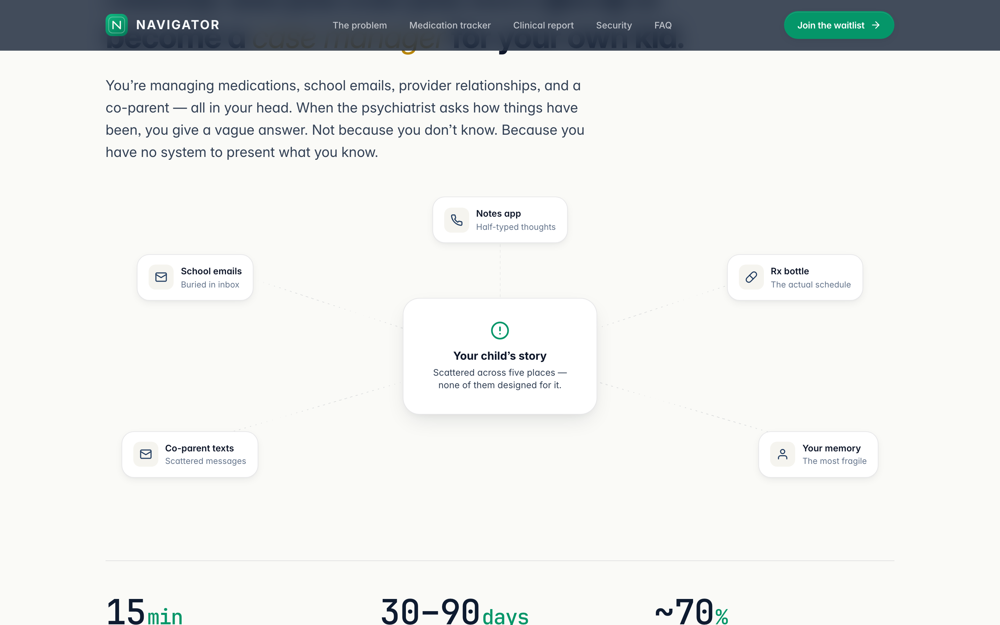 NAVIGATOR
The problem
Medication tracker
Clinical report
Security
FAQ
Join the waitlist
become a case manager for your own kid.
You’re managing medications, school emails, provider relationships, and a
co-parent — all in your head. When the psychiatrist asks how things have
been, you give a vague answer. Not because you don’t know. Because you
have no system to present what you know.
Notes app
Half-typed thoughts
School emails
Buried in inbox
Rx bottle
The actual schedule
Your child’s story
Scattered across five places —
none of them designed for it.
Co-parent texts
Scattered messages
Your memory
The most fragile
15min
30–90days
~70%